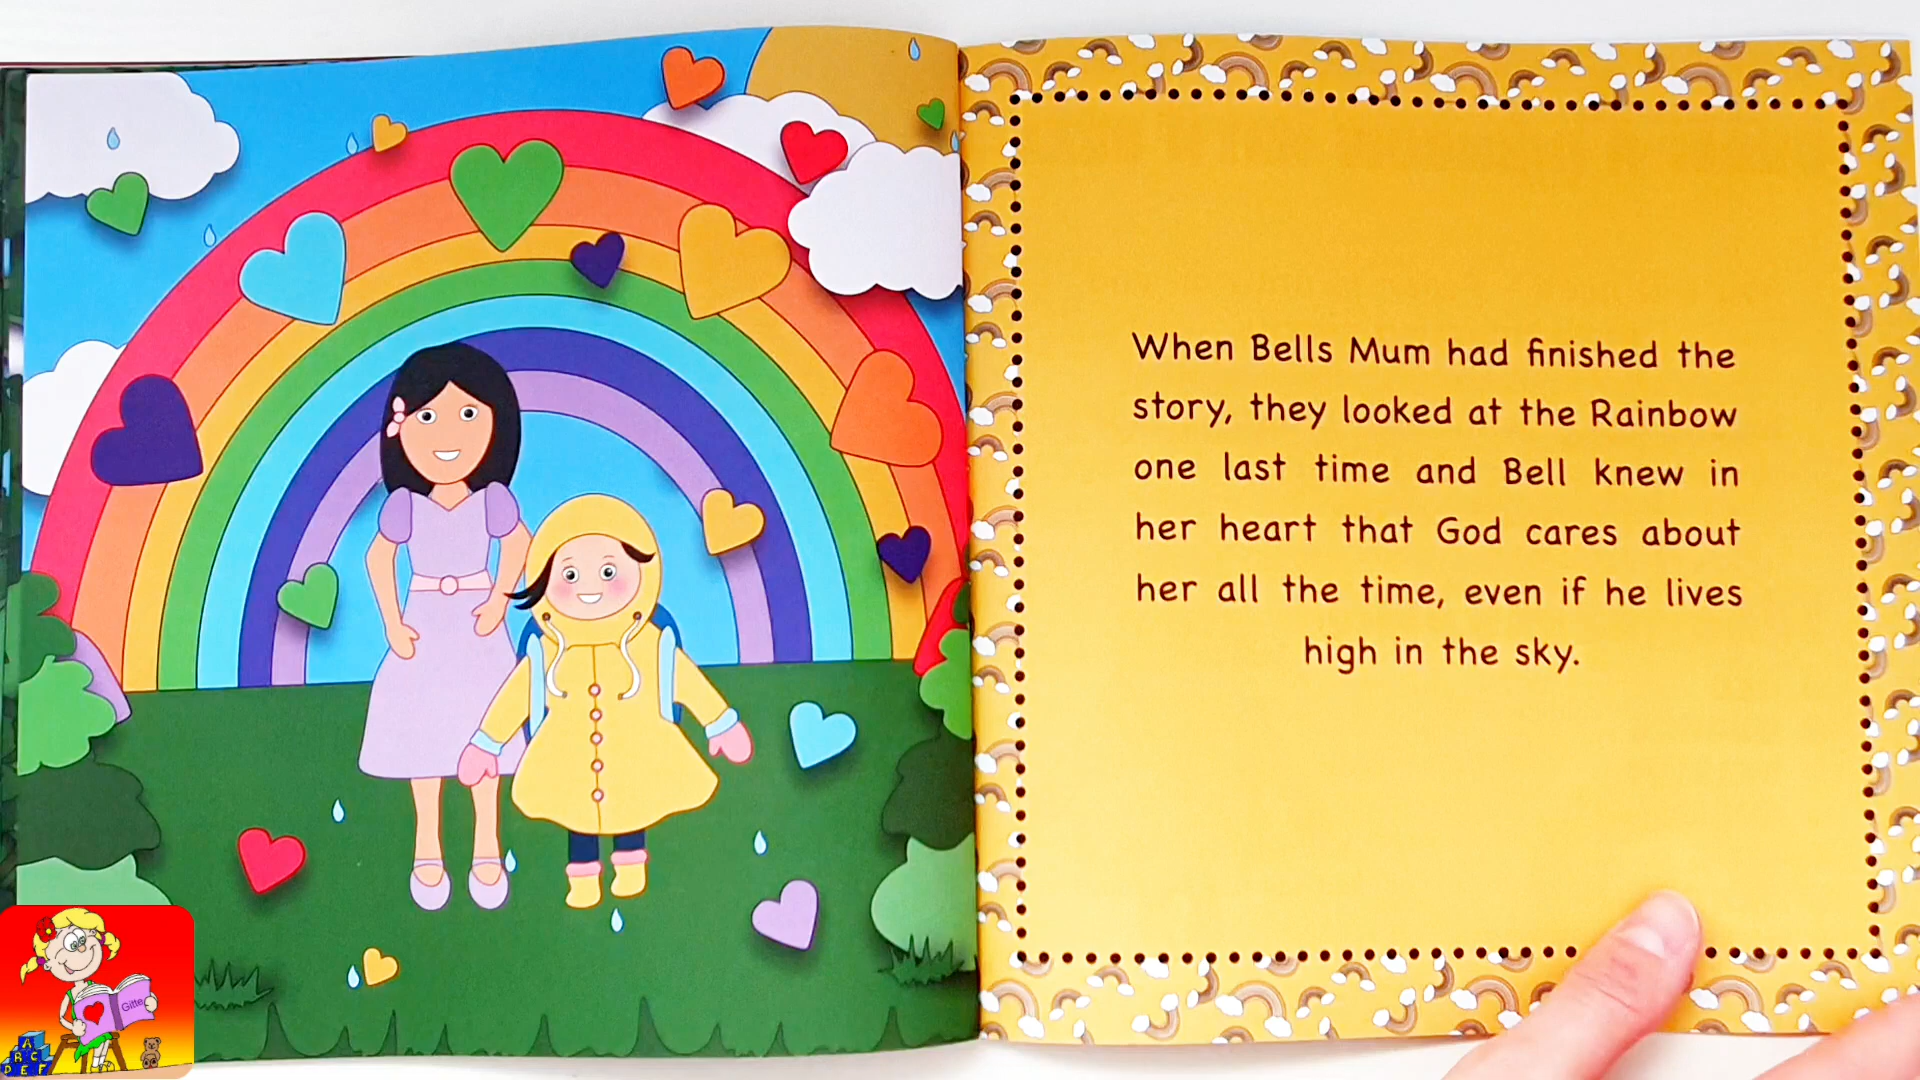 When Bells Mum had finished the
story, they looked at the Rainbow
one last time and Bell knew in
her heart that God cares about
her all the time, even if he lives
high in the sky.
Gitte
A
B C
D E F